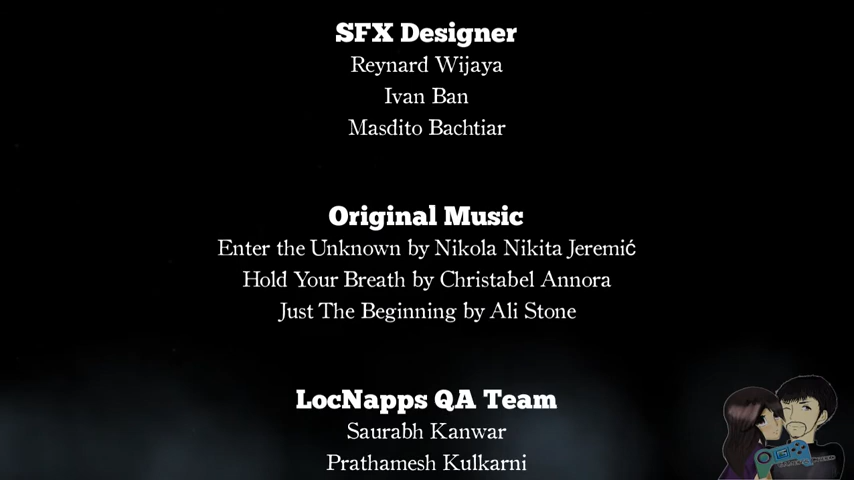 SFX Designer
Reynard Wijaya
Ivan Ban
Masdito Bachtiar
Original Music
Enter the Unknown by Nikola Nikita Jeremić
Hold Your Breath by Christabel Annora
Just The Beginning by Ali Stone
LocNapps QA Team
Saurabh Kanwar
Prathamesh Kulkarni